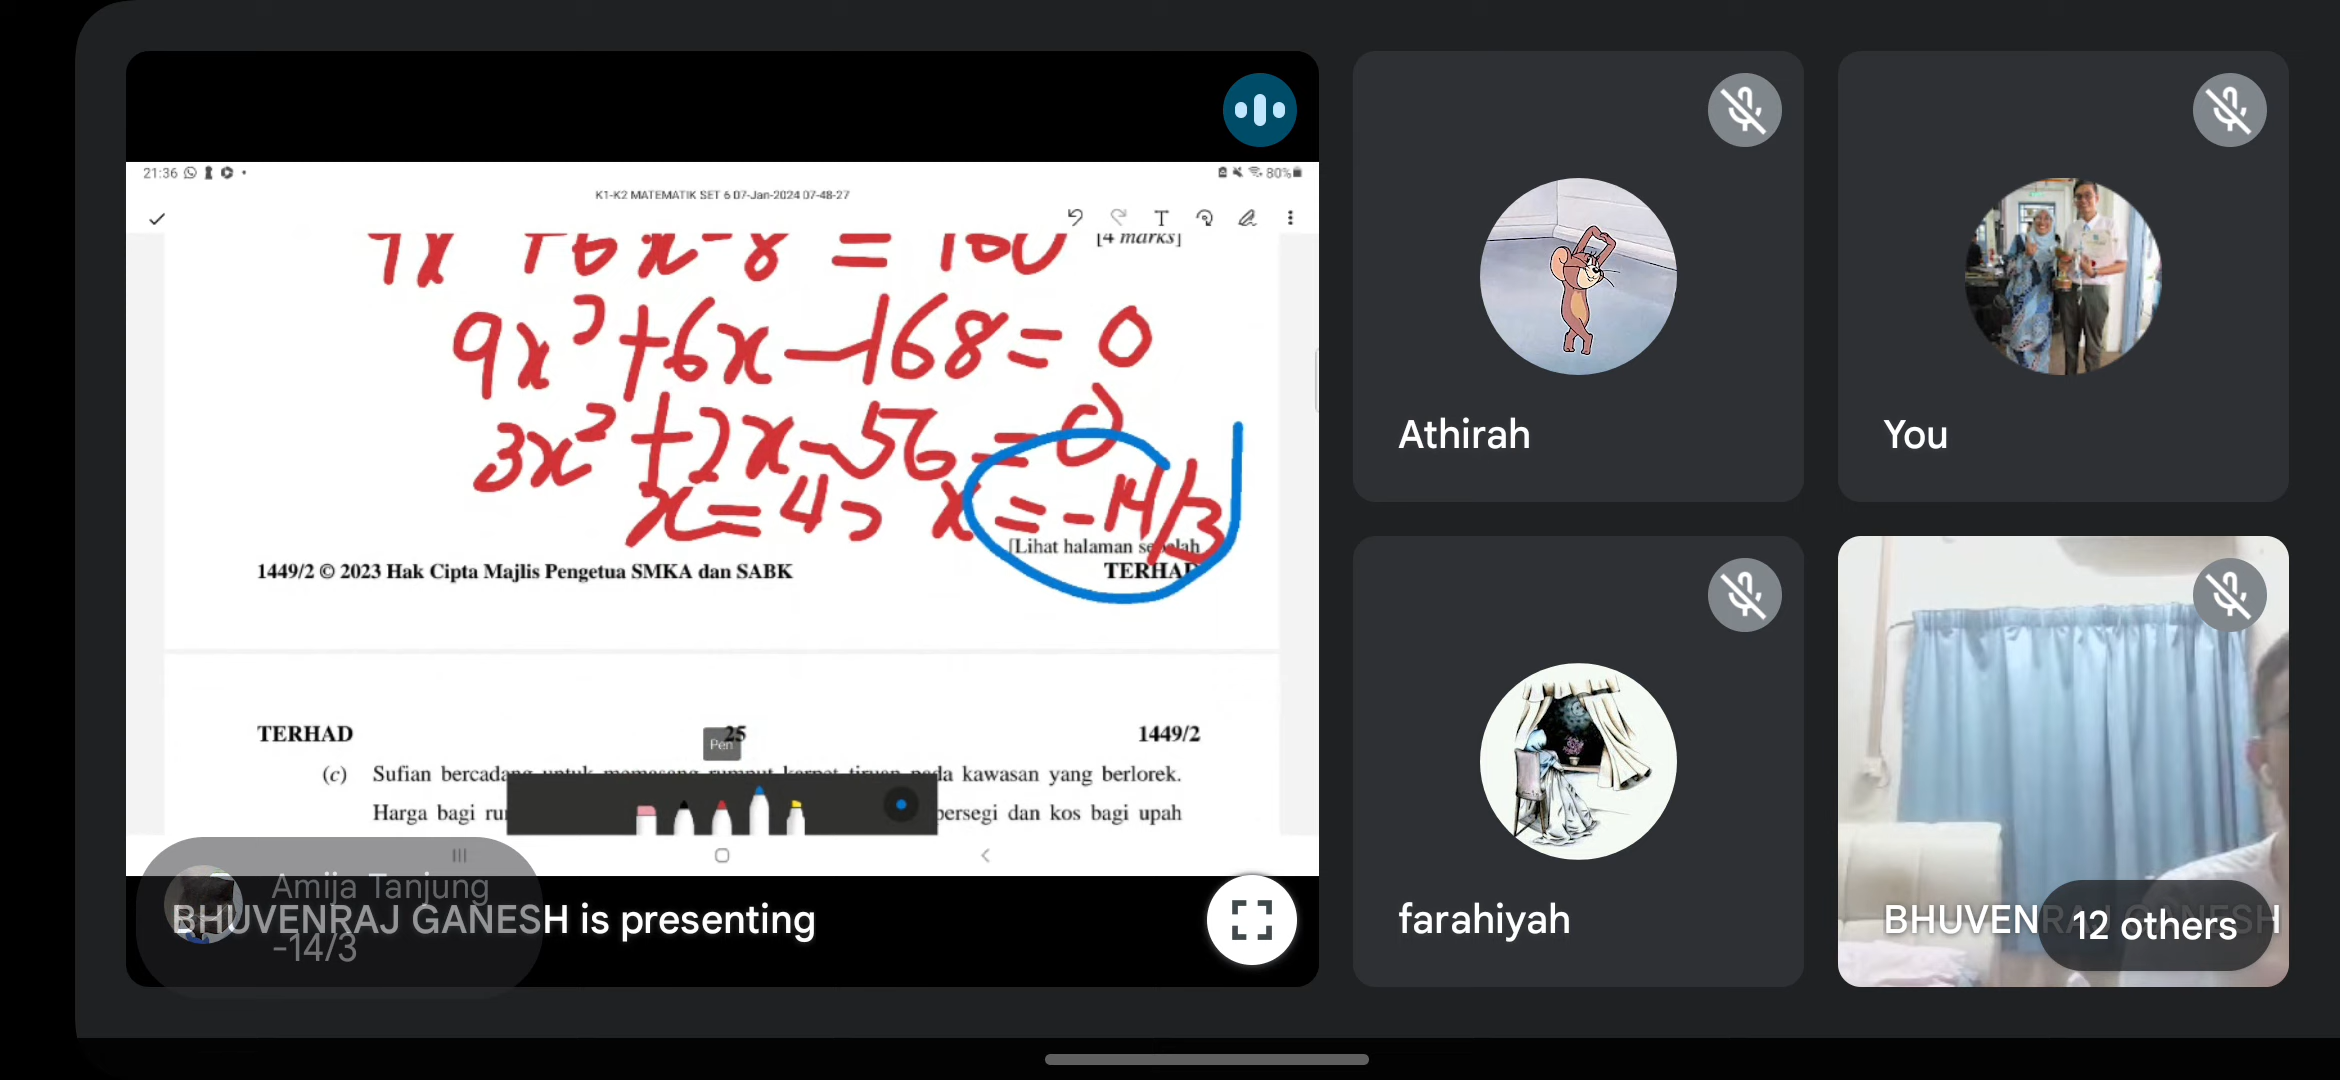 21:36
80%
K1-K2 MATEMATIK SET 6 07-Jan-2024 07-48-27
T
[4 marks]
9x² +6x-8 = 160
9x² +6x-168= 0
3x² +2x-56 = 0
x=4, x = -14/3
[Lihat halaman
1449/2 © 2023 Hak Cipta Majlis Pengetua SMKA dan SABK
TERHAD
TERHAD
25
1449/2
Pen
(c) Sufian bercadang untuk memasang rumput karpet tiruan pada kawasan yang berlorek.
Harga bagi persegi dan kos bagi upah
Amija Tanjung
-14/3
BHUVENRAJ GANESH is presenting
Athirah
You
farahiyah
BHUVENRAJ GANESH
12 others